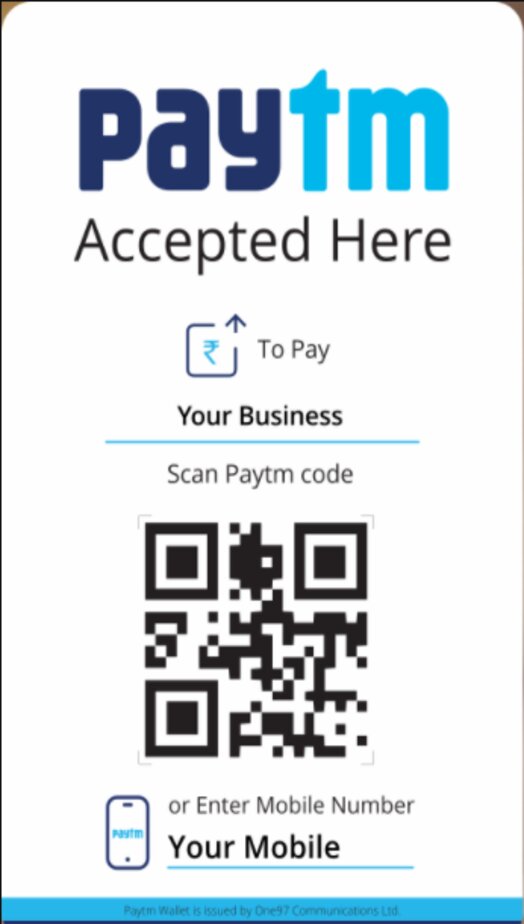 paytm
Accepted Here
₹ To Pay
Your Business
Scan Paytm code
or Enter Mobile Number
paytm
Your Mobile
Paytm Wallet is Issued by One97 Communications Ltd.